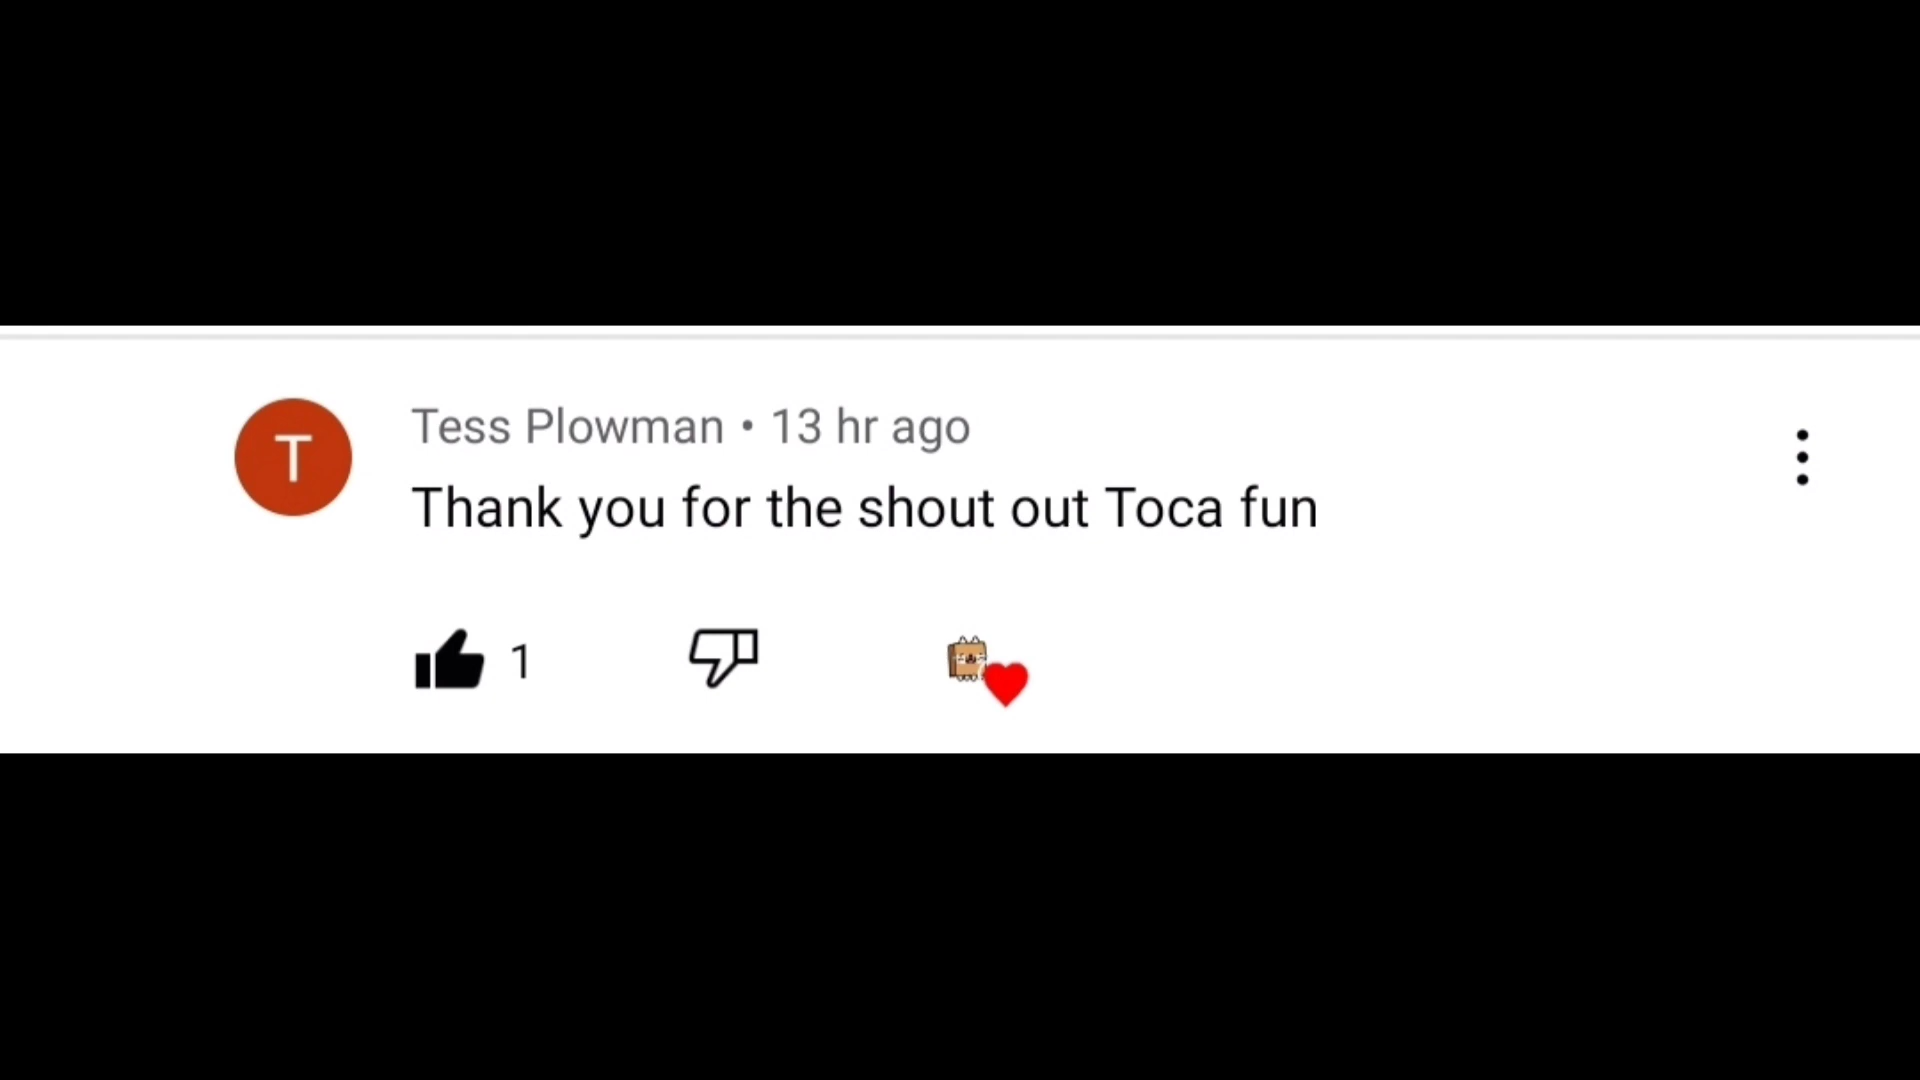 T
Tess Plowman • 13 hr ago
Thank you for the shout out Toca fun
1